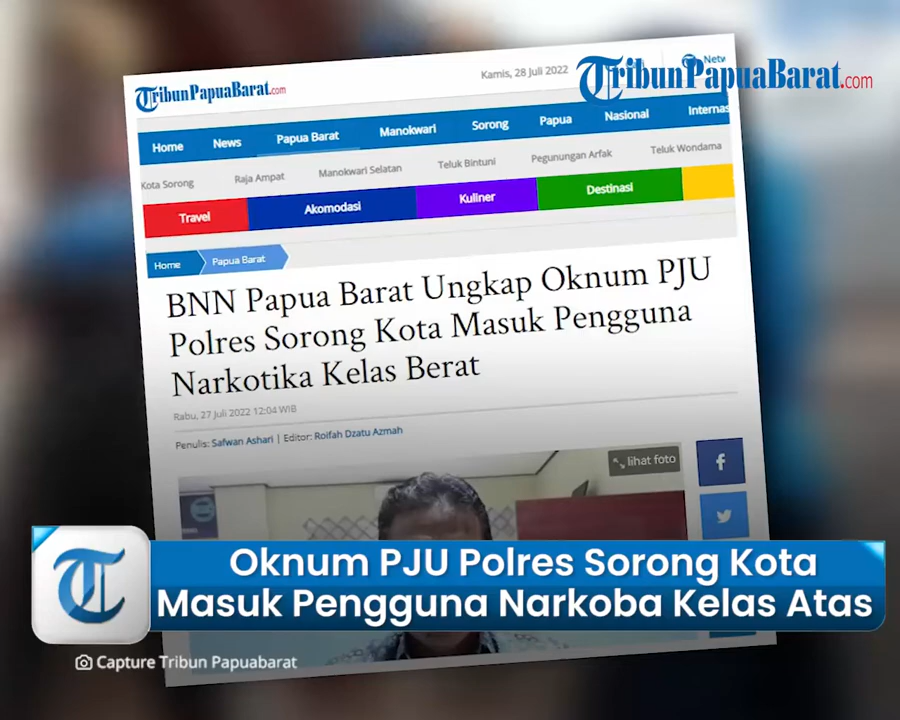 TribunPapuaBarat.com
Kamis, 28 Juli 2022
TribunPapuaBarat.com
Netw
Home News Papua Barat Manokwari Sorong Papua Nasional Internas
Kota Sorong Raja Ampat Manokwari Selatan Teluk Bintuni Pegunungan Arfak Teluk Wondama
Travel Akomodasi Kuliner Destinasi
Home Papua Barat
BNN Papua Barat Ungkap Oknum PJU
Polres Sorong Kota Masuk Pengguna
Narkotika Kelas Berat
Rabu, 27 Juli 2022 12:04 WIB
Penulis: Safwan Ashari | Editor: Roifah Dzatu Azmah
lihat foto
Oknum PJU Polres Sorong Kota
Masuk Pengguna Narkoba Kelas Atas
Capture Tribun Papuabarat